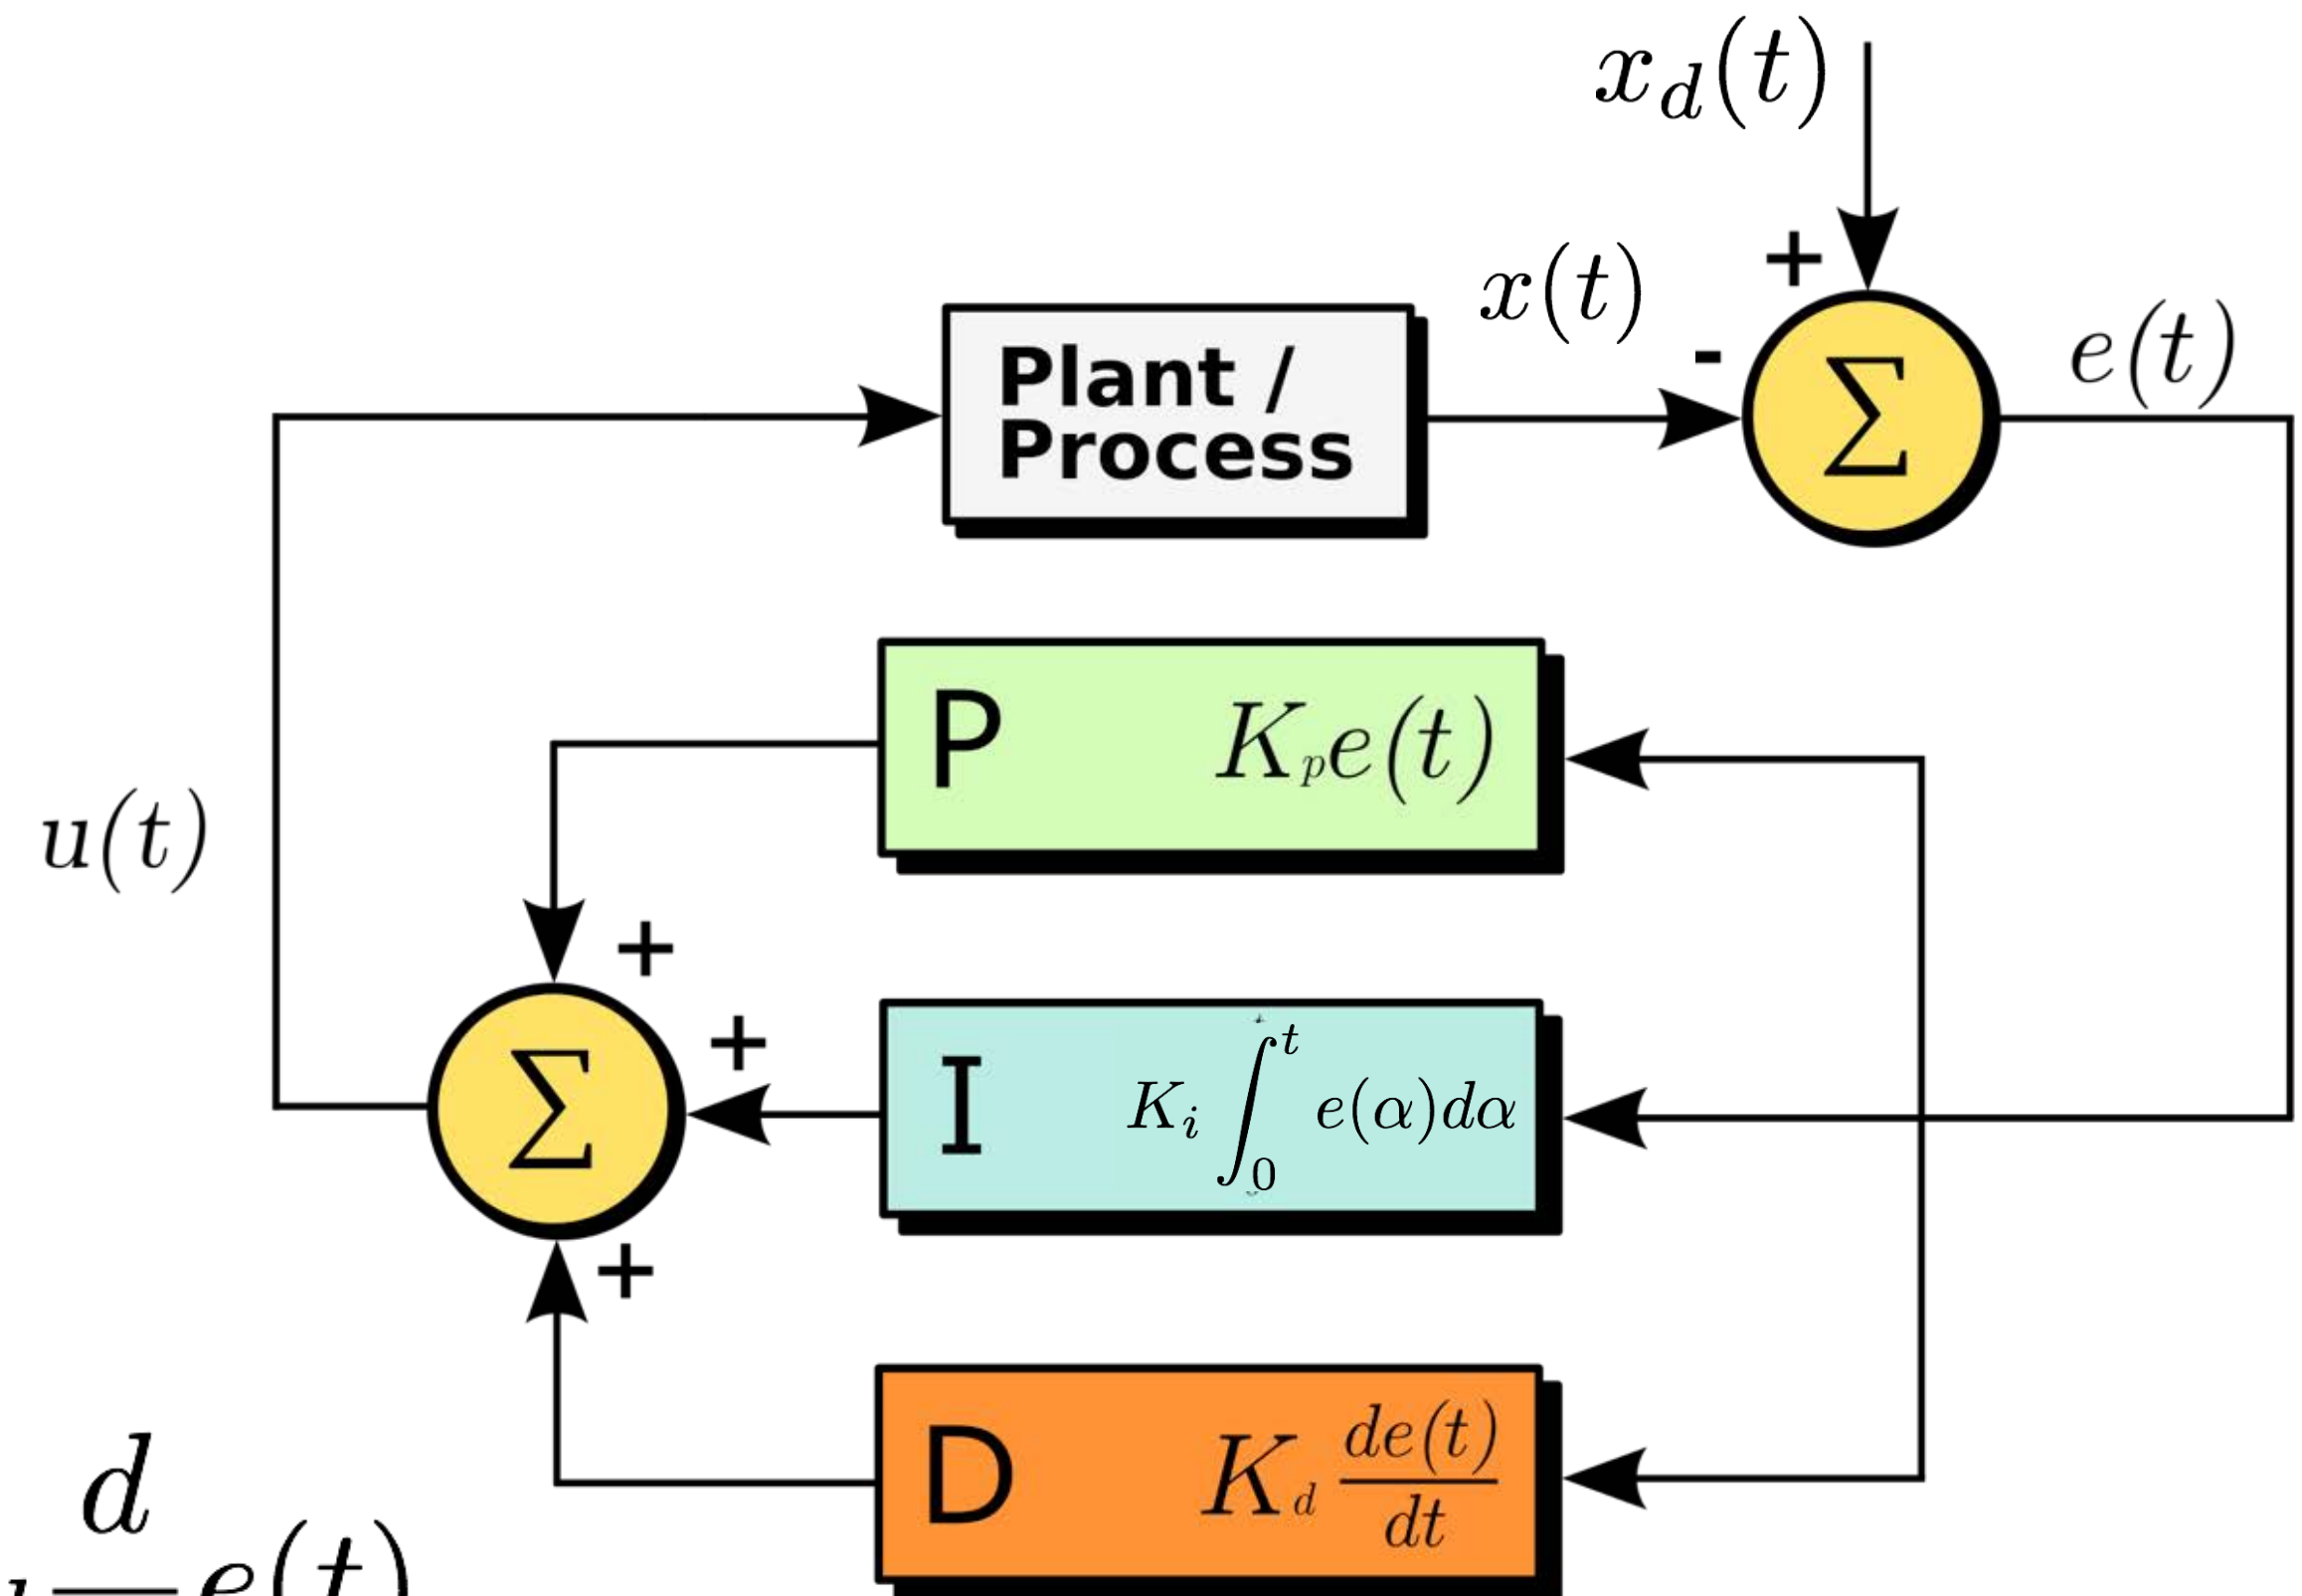 x_d(t)
+
x(t)
-
Σ
e(t)
Plant /
Process
P K_p e(t)
u(t)
+
+
I K_i ∫_0^t e(α)dα
Σ
+
D K_d de(t)/dt
d
e(t)